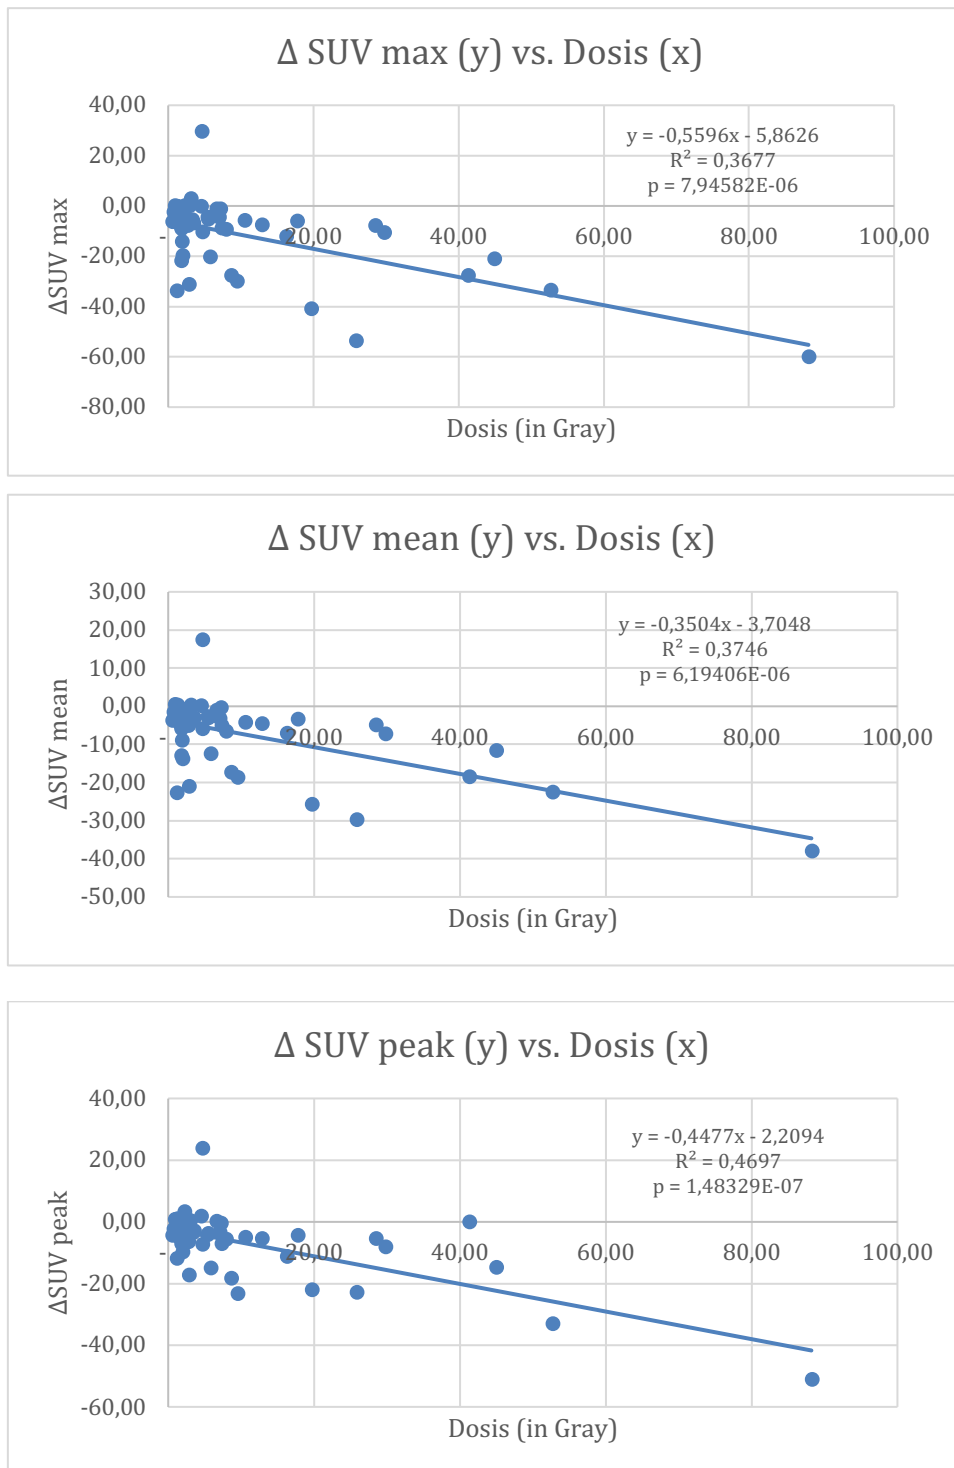 Δ SUV max (y) vs. Dosis (x)
40,00
y = -0,5596x - 5,8626
R² = 0,3677
p = 7,94582E-06
20,00
0,00
- 20,00 40,00 60,00 80,00 100,00
-20,00
-40,00
-60,00
-80,00
ΔSUV max
Dosis (in Gray)
Δ SUV mean (y) vs. Dosis (x)
30,00
y = -0,3504x - 3,7048
R² = 0,3746
p = 6,19406E-06
20,00
10,00
0,00
- 20,00 40,00 60,00 80,00 100,00
-10,00
-20,00
-30,00
-40,00
-50,00
ΔSUV mean
Dosis (in Gray)
Δ SUV peak (y) vs. Dosis (x)
40,00
y = -0,4477x - 2,2094
R² = 0,4697
p = 1,48329E-07
20,00
0,00
- 20,00 40,00 60,00 80,00 100,00
-20,00
-40,00
-60,00
ΔSUV peak
Dosis (in Gray)